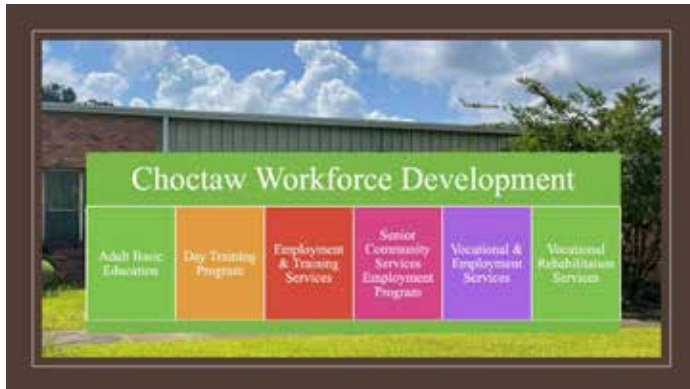 Choctaw Workforce Development
Adult Basic
Education
Day Training
Program
Employment
& Training
Services
Senior
Community
Services
Employment
Program
Vocational &
Employment
Services
Vocational
Rehabilitation
Services